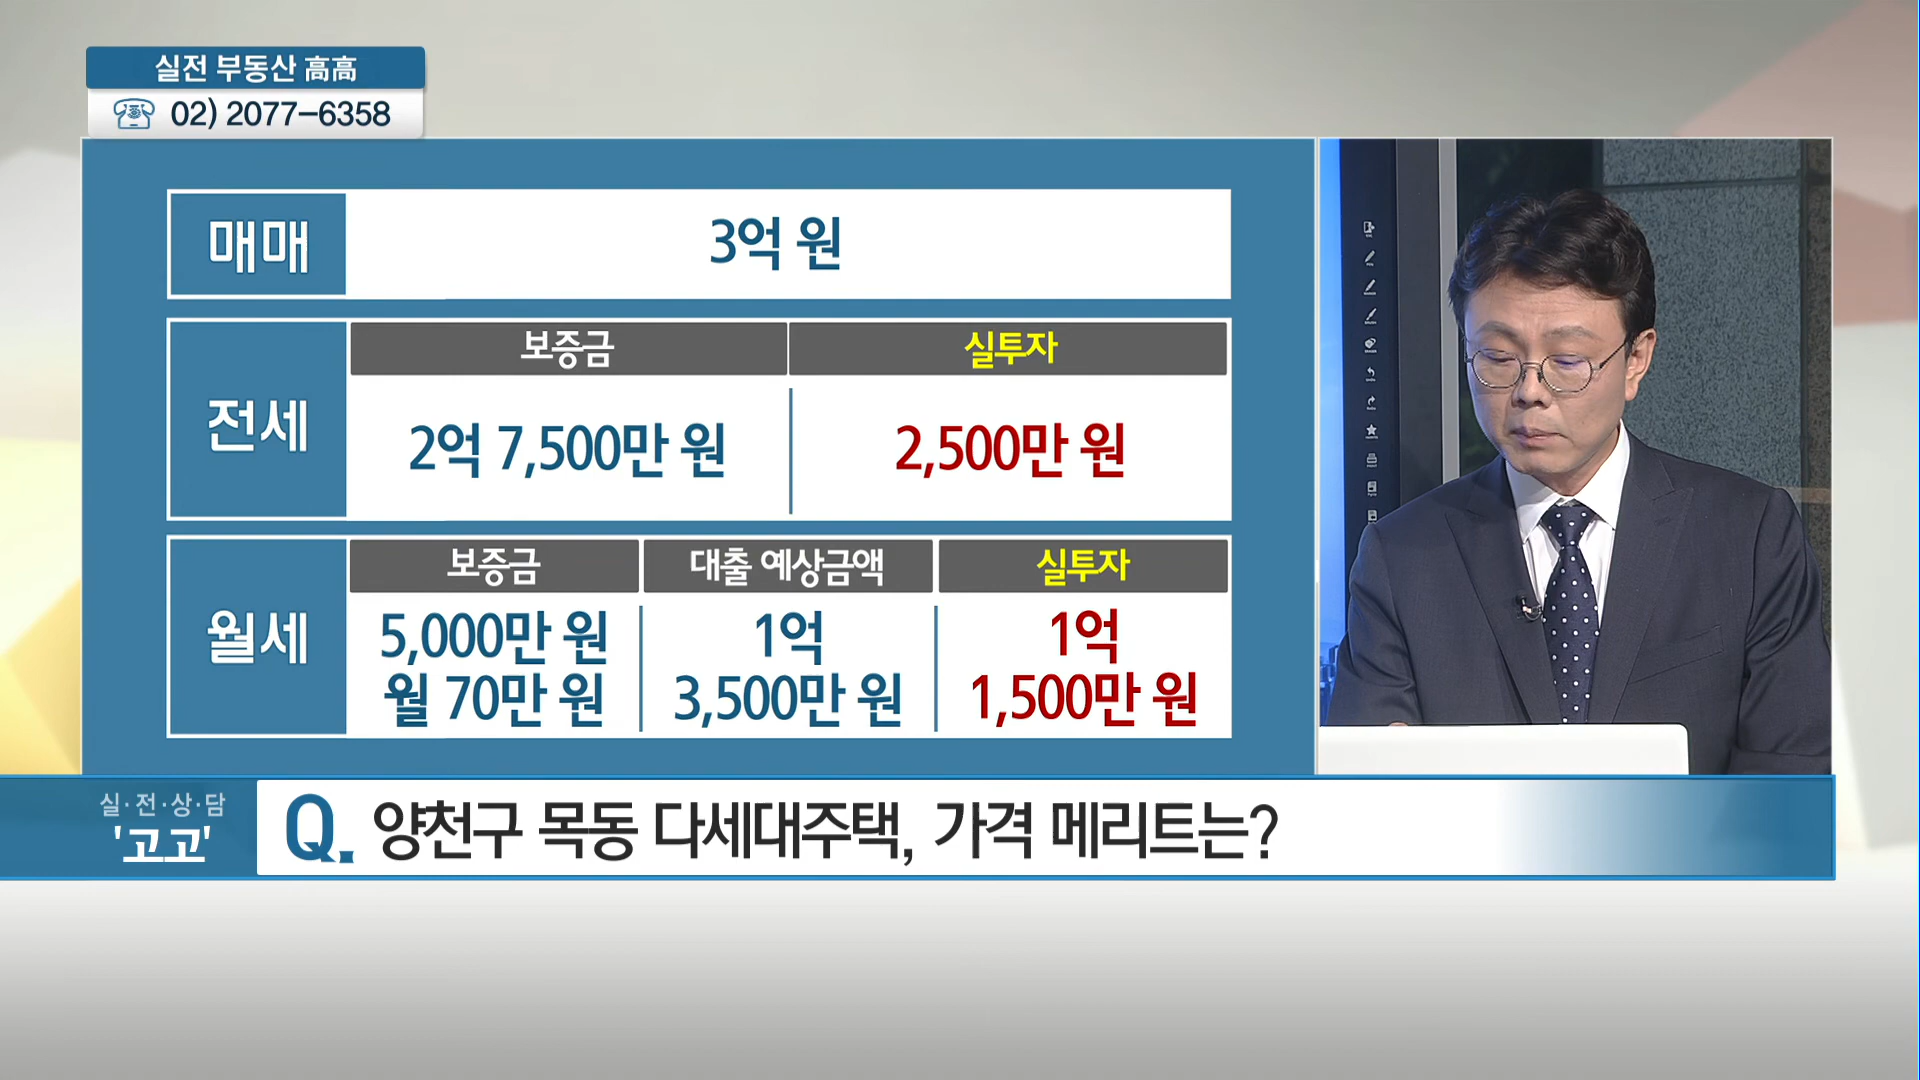 실전 부동산 高高
02) 2077-6358
매매
3억 원
전세
보증금
실투자
2억 7,500만 원
2,500만 원
월세
보증금
대출 예상금액
실투자
5,000만 원
월 70만 원
1억
3,500만 원
1억
1,500만 원
실·전·상·담
'고고'
Q. 양천구 목동 다세대주택, 가격 메리트는?